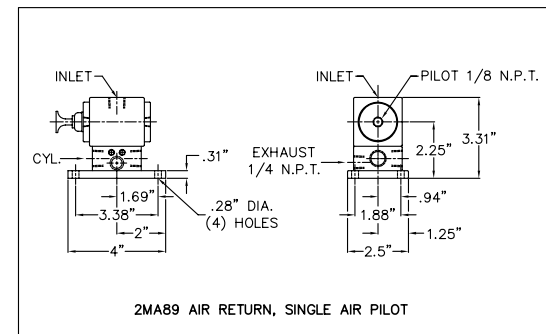 INLET
CYL.
.31"
1.69"
3.38"
2"
4"
.28" DIA.
(4) HOLES
INLET
PILOT 1/8 N.P.T.
EXHAUST
1/4 N.P.T.
2.25"
3.31"
.94"
1.88"
1.25"
2.5"
2MA89 AIR RETURN, SINGLE AIR PILOT